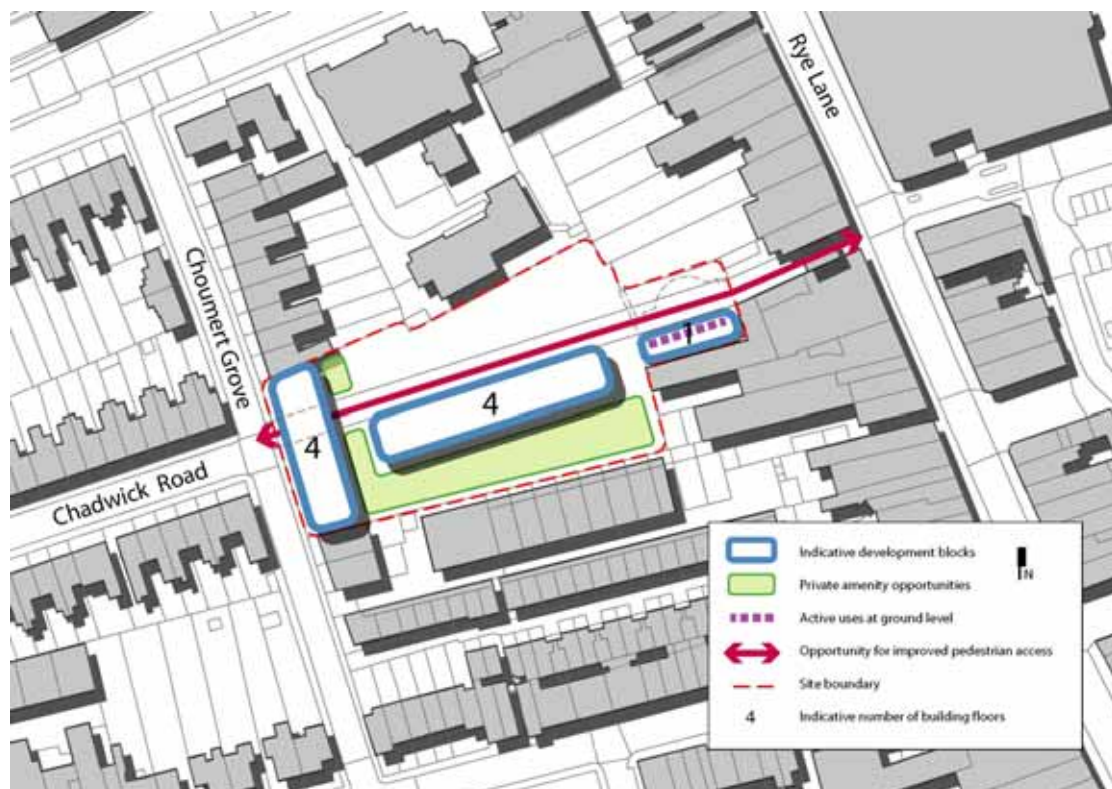 Rye Lane
Choumert Grove
Chadwick Road
4
4
1
Indicative development blocks
N
Private amenity opportunities
Active uses at ground level
Opportunity for improved pedestrian access
Site boundary
4 Indicative number of building floors